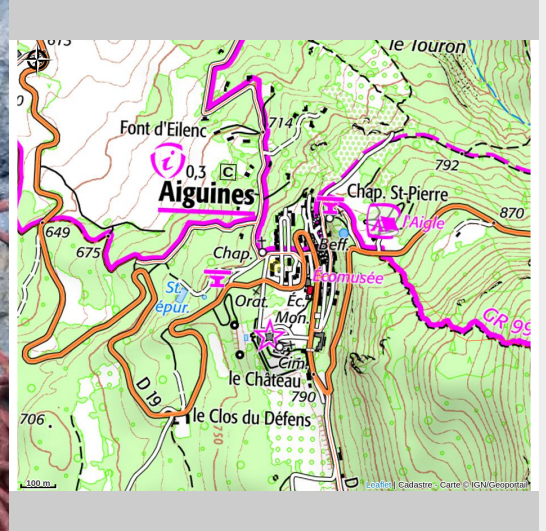 le Touron
673
Font d'Eilenc
714
792
0,3
C
Aiguines
Chap. St-Pierre
l'Aigle
870
649
675
Chap.
Beff.
Écomusée
St.
épur.
Orat.
Éc.
Mon.
GR 99
Cim.
le Château
790
D 19
le Clos du Défens
706
750
100 m
D
Leaflet | Cadastre - Carte © IGN/Geoportail